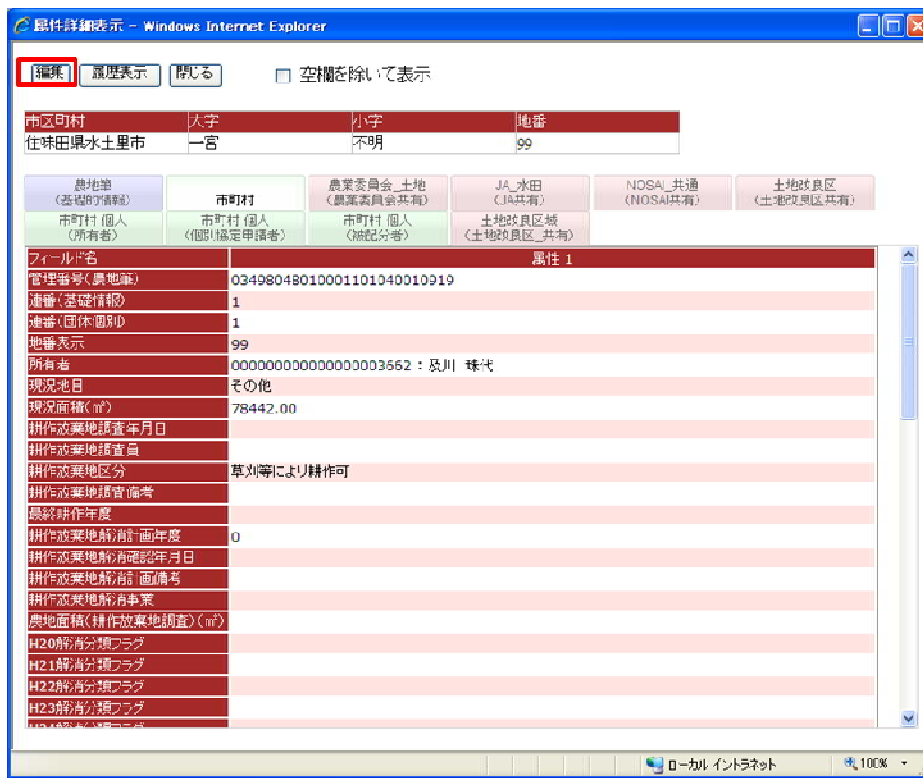 属性詳細表示 - Windows Internet Explorer
編集 履歴表示 閉じる 空欄を除いて表示
市区町村 大字 小字 地番
住味田県水土里市 一宮 不明 99
農地筆 市町村 農業委員会_土地 JA_水田 NOSAI_共通 土地改良区
(基礎的情報) (農業委員会共有) (JA共有) (NOSAI共有) (土地改良区共有)
市町村 個人 市町村 個人 市町村 個人 土地改良区域
(所有者) (個別協定申請者) (被配分者) (土地改良区_共有)
フィールド名 属性 1
管理番号(農地筆) 03498048010001101040010919
連番(基礎情報) 1
連番(団体個別) 1
地番表示 99
所有者 000000000000000003662 : 及川 珠代
現況地目 その他
現況面積(㎡) 78442.00
耕作放棄地調査年月日
耕作放棄地調査員
耕作放棄地区分 草刈等により耕作可
耕作放棄地調査備考
最終耕作年度
耕作放棄地解消計画年度 0
耕作放棄地解消確認年月日
耕作放棄地解消計画備考
耕作放棄地解消事業
農地面積(耕作放棄地調査)(㎡)
H20解消分類フラグ
H21解消分類フラグ
H22解消分類フラグ
H23解消分類フラグ
ローカル イントラネット 100%